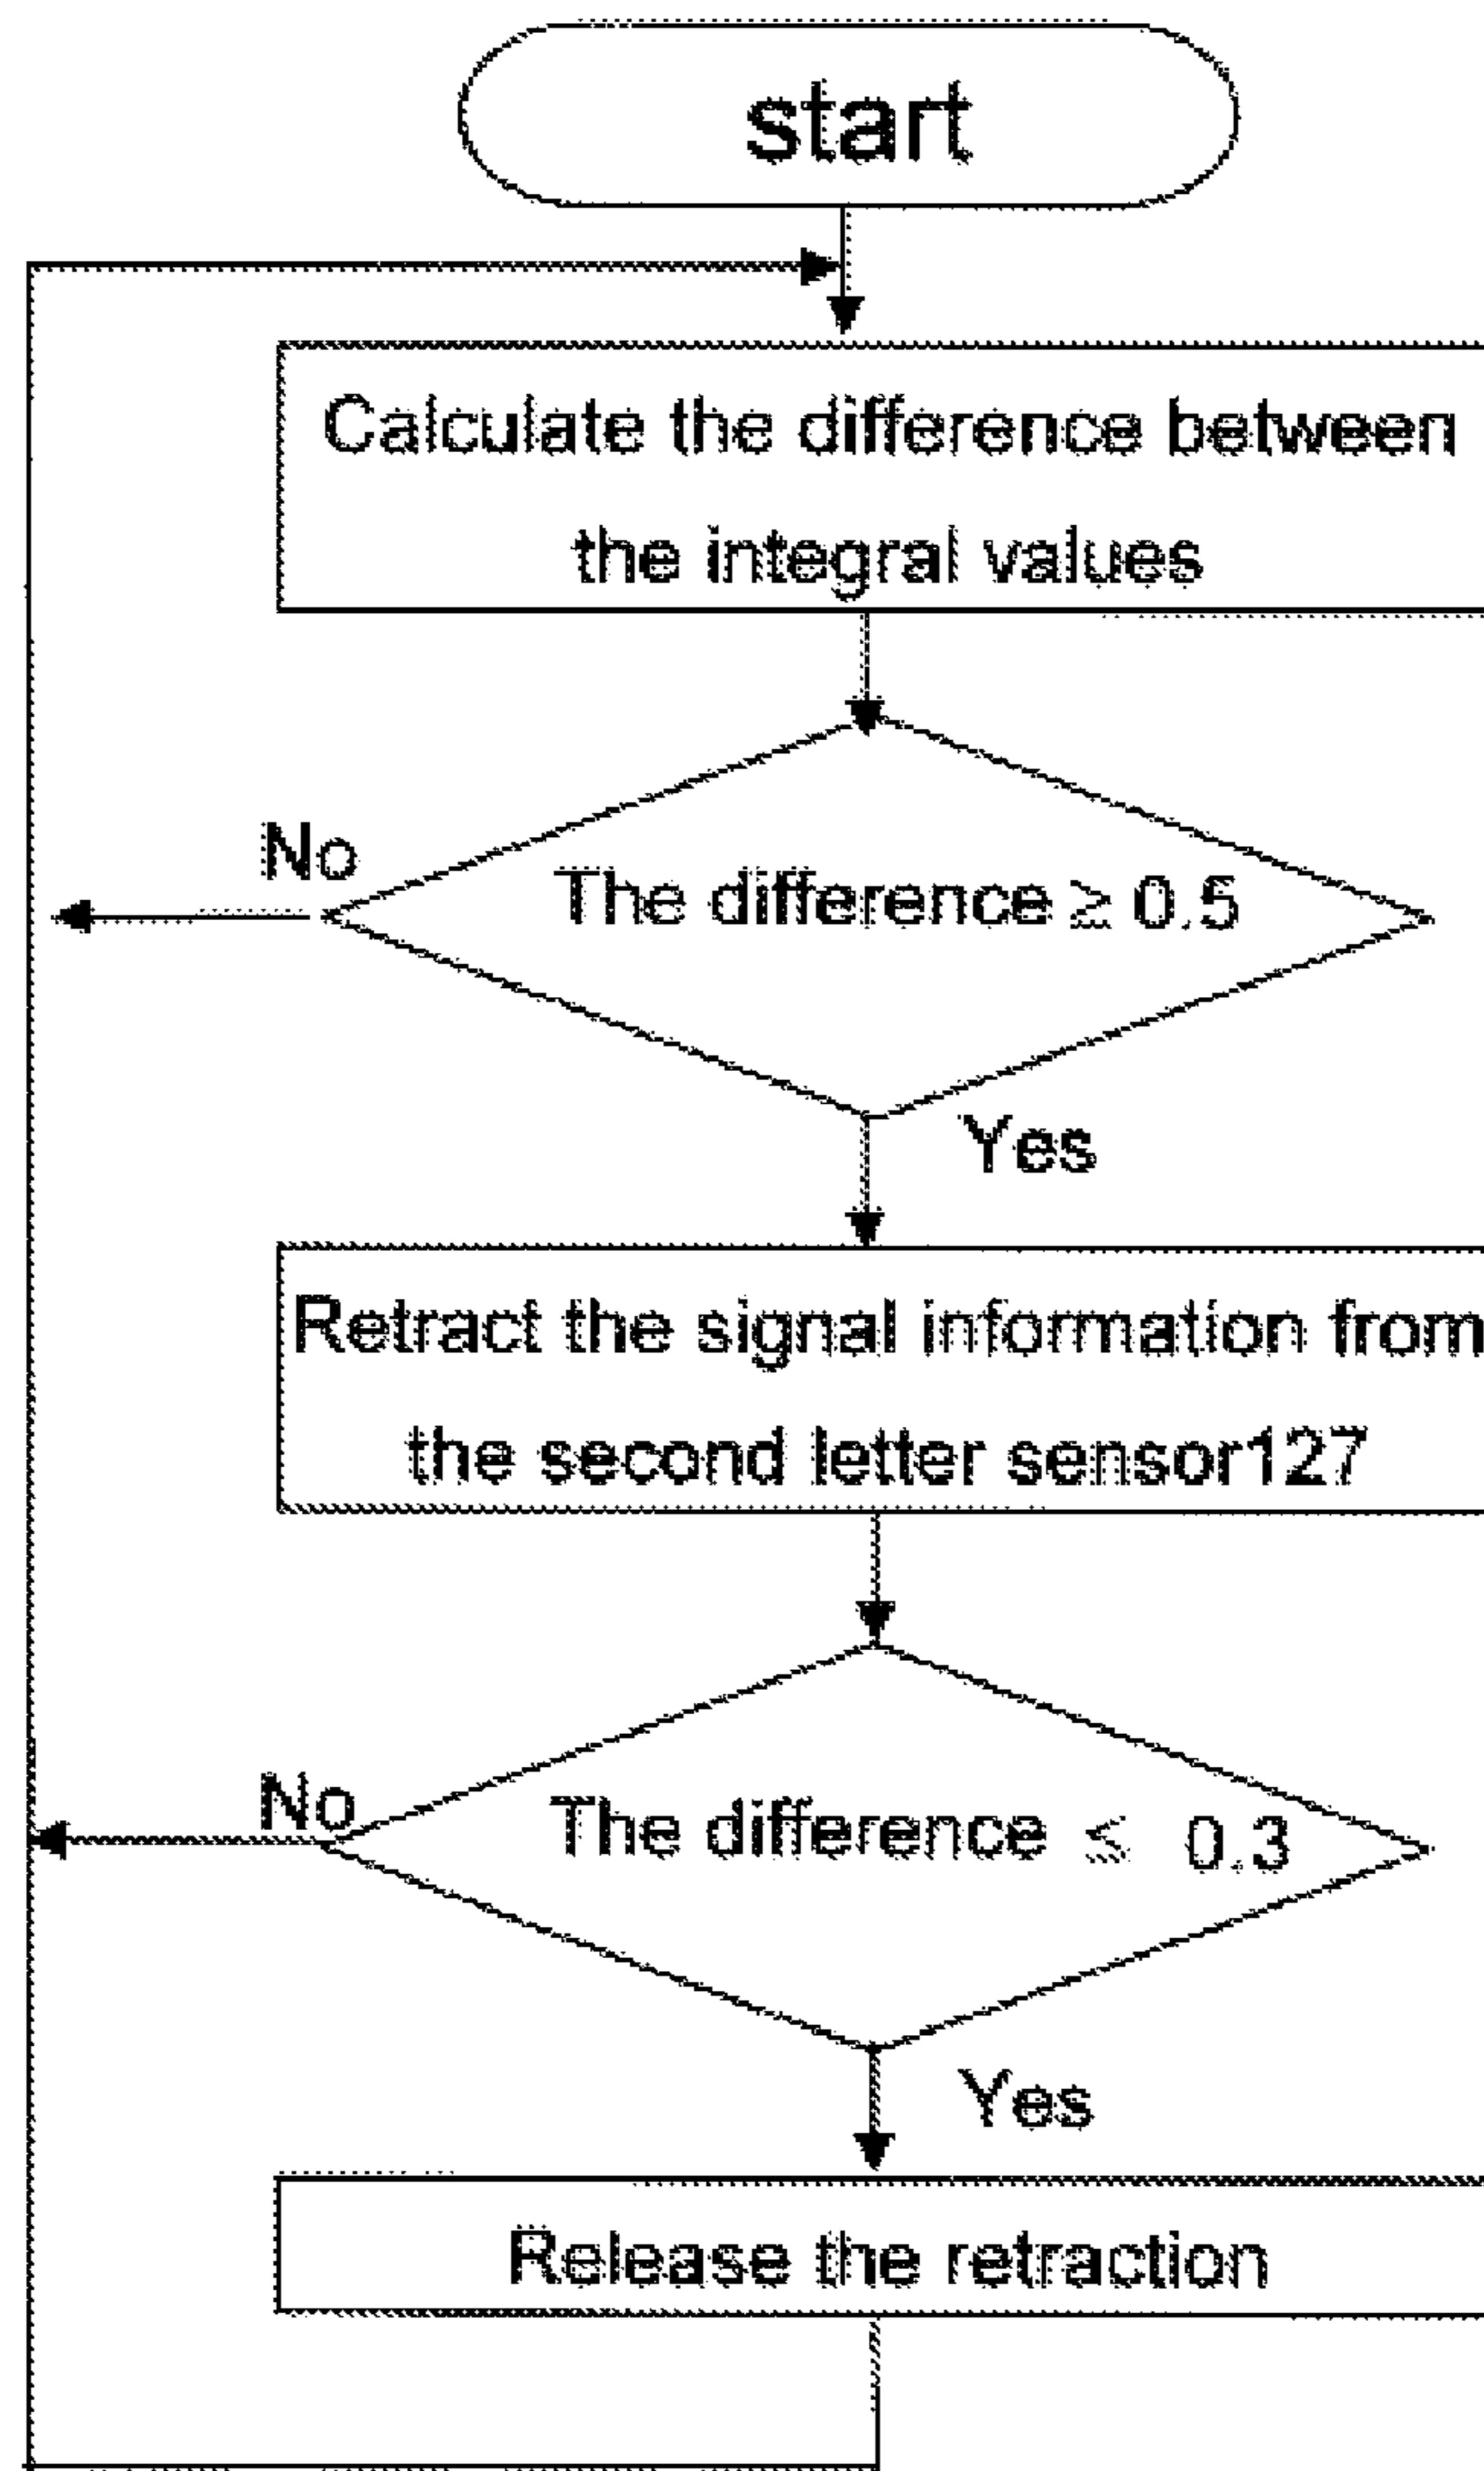 start
Calculate the difference between
the integral values
No
The difference ≥ 0.5
Yes
Retract the signal information from
the second letter sensor127
No
The difference ≤ 0.3
Yes
Release the retraction